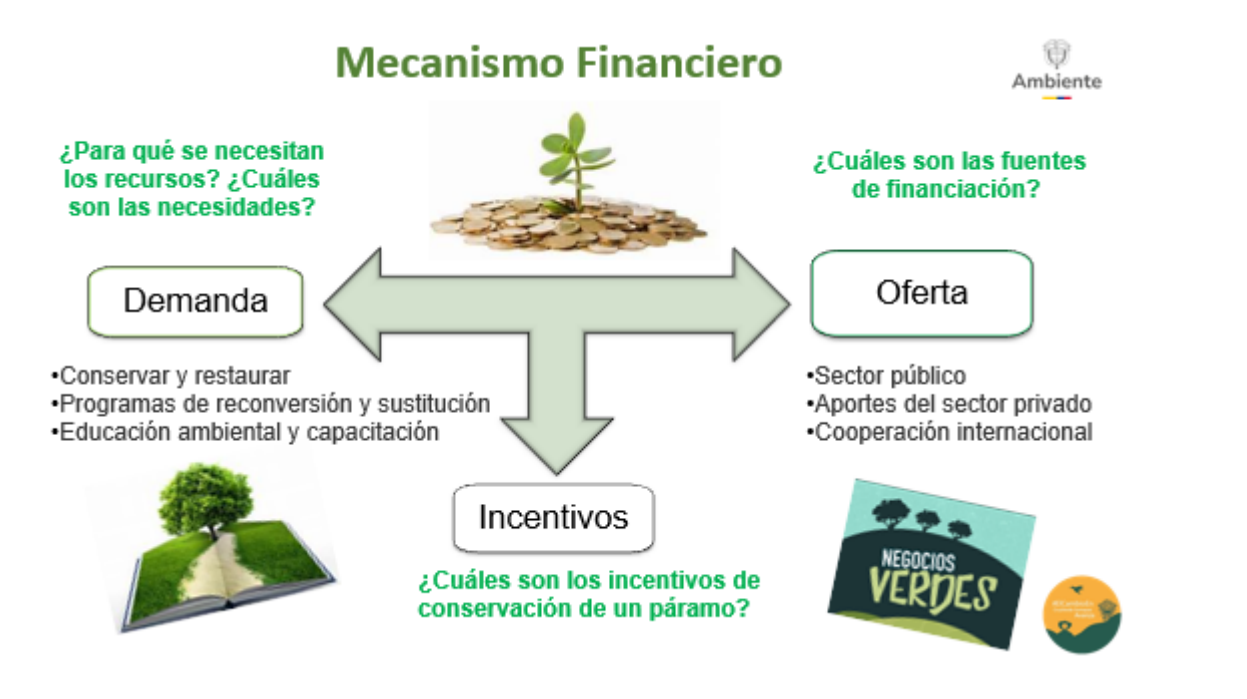 Mecanismo Financiero
Ambiente
¿Para qué se necesitan
los recursos? ¿Cuáles
son las necesidades?
¿Cuáles son las fuentes
de financiación?
Demanda
Oferta
•Conservar y restaurar
•Programas de reconversión y sustitución
•Educación ambiental y capacitación
•Sector público
•Aportes del sector privado
•Cooperación internacional
Incentivos
¿Cuáles son los incentivos de
conservación de un páramo?
NEGOCIOS
VERDES